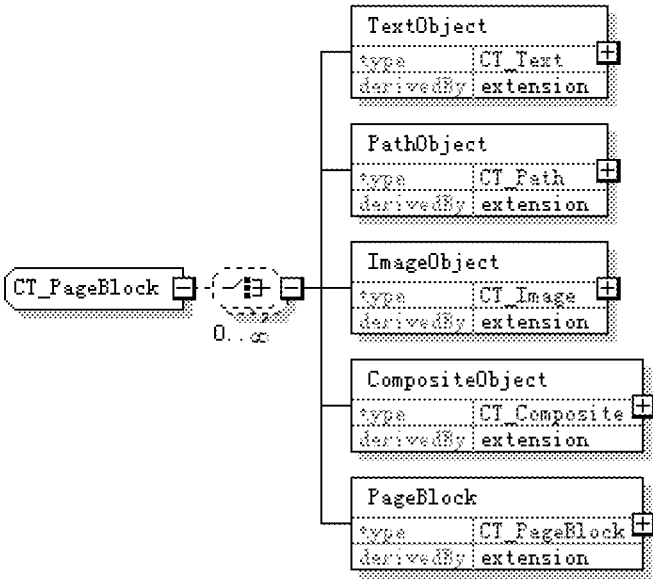 TextObject
type CT_Text
derivedBy extension
PathObject
type CT_Path
derivedBy extension
ImageObject
type CT_Image
derivedBy extension
CT_PageBlock
0..∞
CompositeObject
type CT_Composite
derivedBy extension
PageBlock
type CT_PageBlock
derivedBy extension